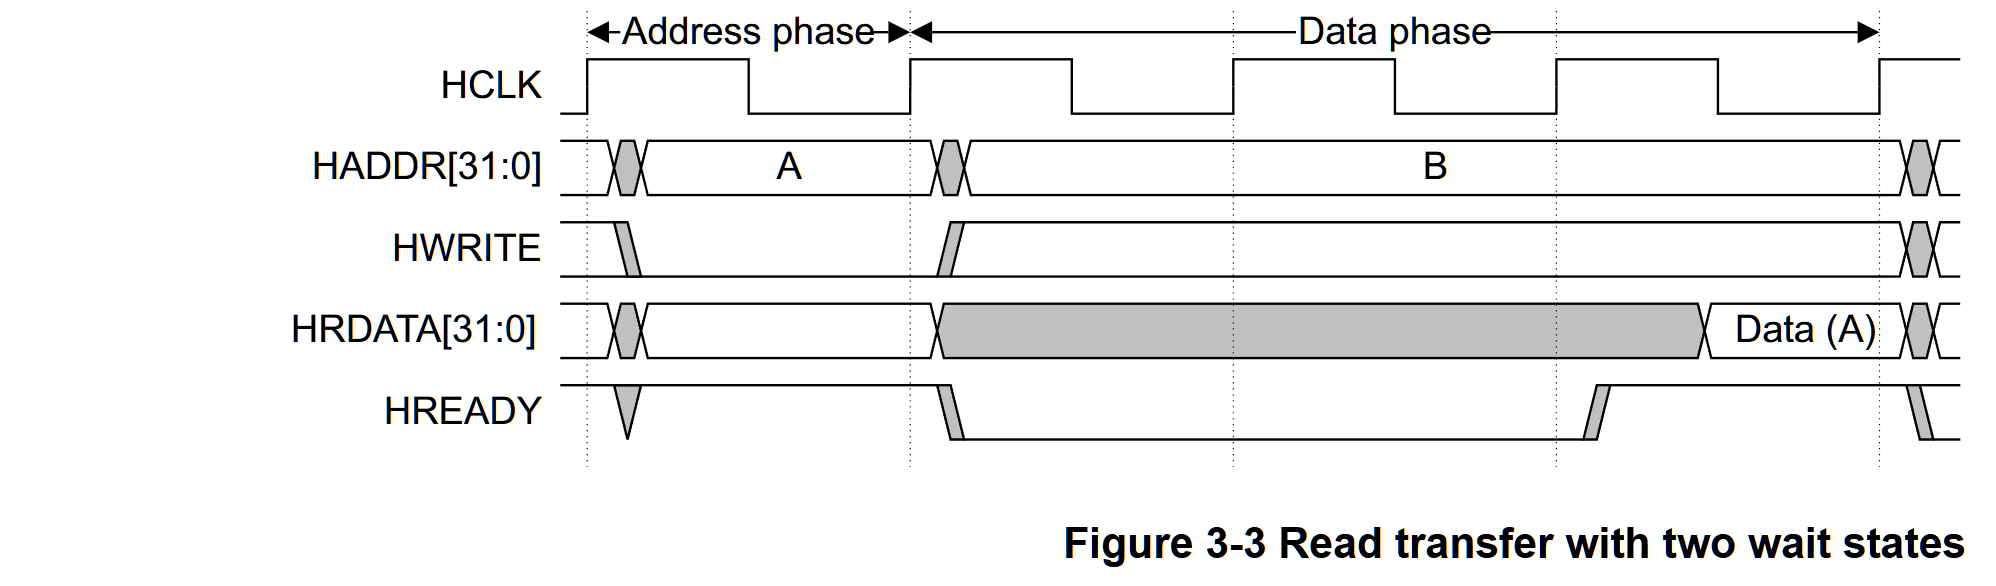 Address phase Data phase
HCLK
HADDR[31:0] A B
HWRITE
HRDATA[31:0] Data (A)
HREADY
Figure 3-3 Read transfer with two wait states